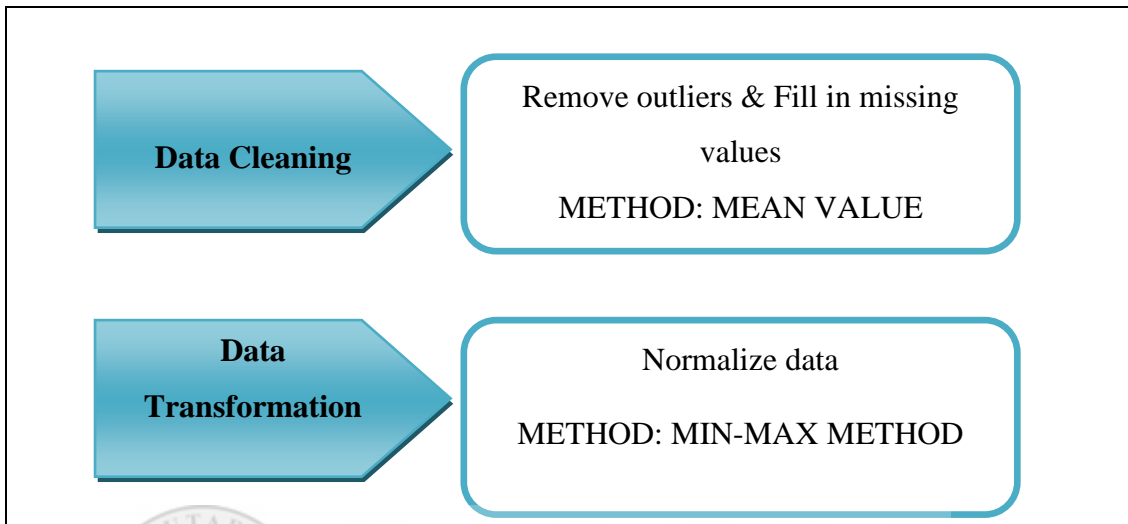 Data Cleaning
Remove outliers & Fill in missing
values
METHOD: MEAN VALUE
Data
Transformation
Normalize data
METHOD: MIN-MAX METHOD